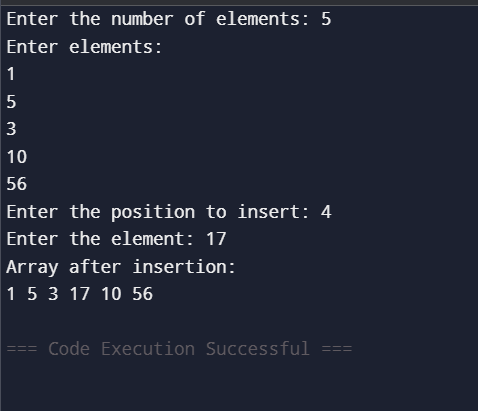 Enter the number of elements: 5
Enter elements:
1
5
3
10
56
Enter the position to insert: 4
Enter the element: 17
Array after insertion:
1 5 3 17 10 56
=== Code Execution Successful ===